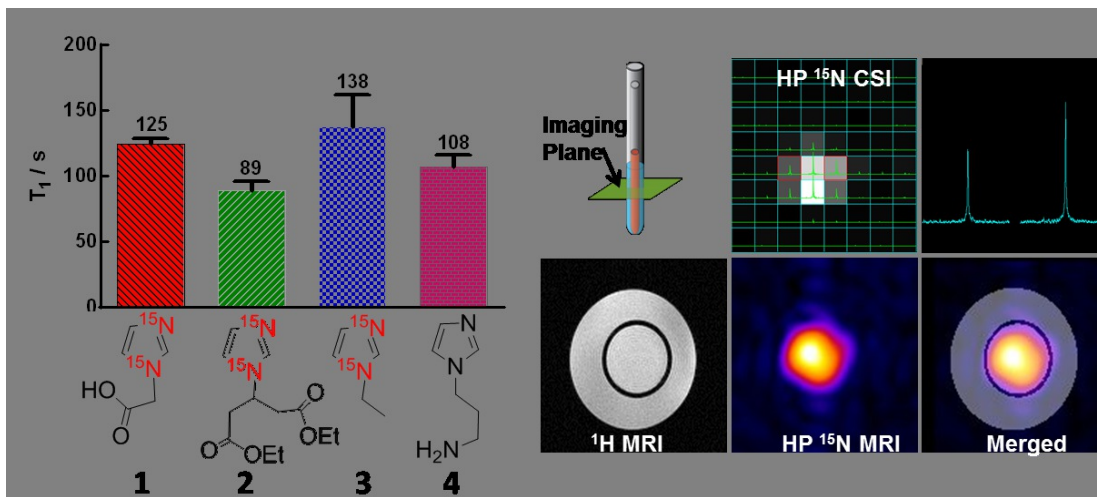 200
150
100
50
0
T1 / s
125
89
138
108
15N
15N
HO
O
1
15N
15N
O
OEt
O
OEt
2
15N
15N
3
N
N
H2N
4
Imaging
Plane
HP 15N CSI
1H MRI
HP 15N MRI
Merged